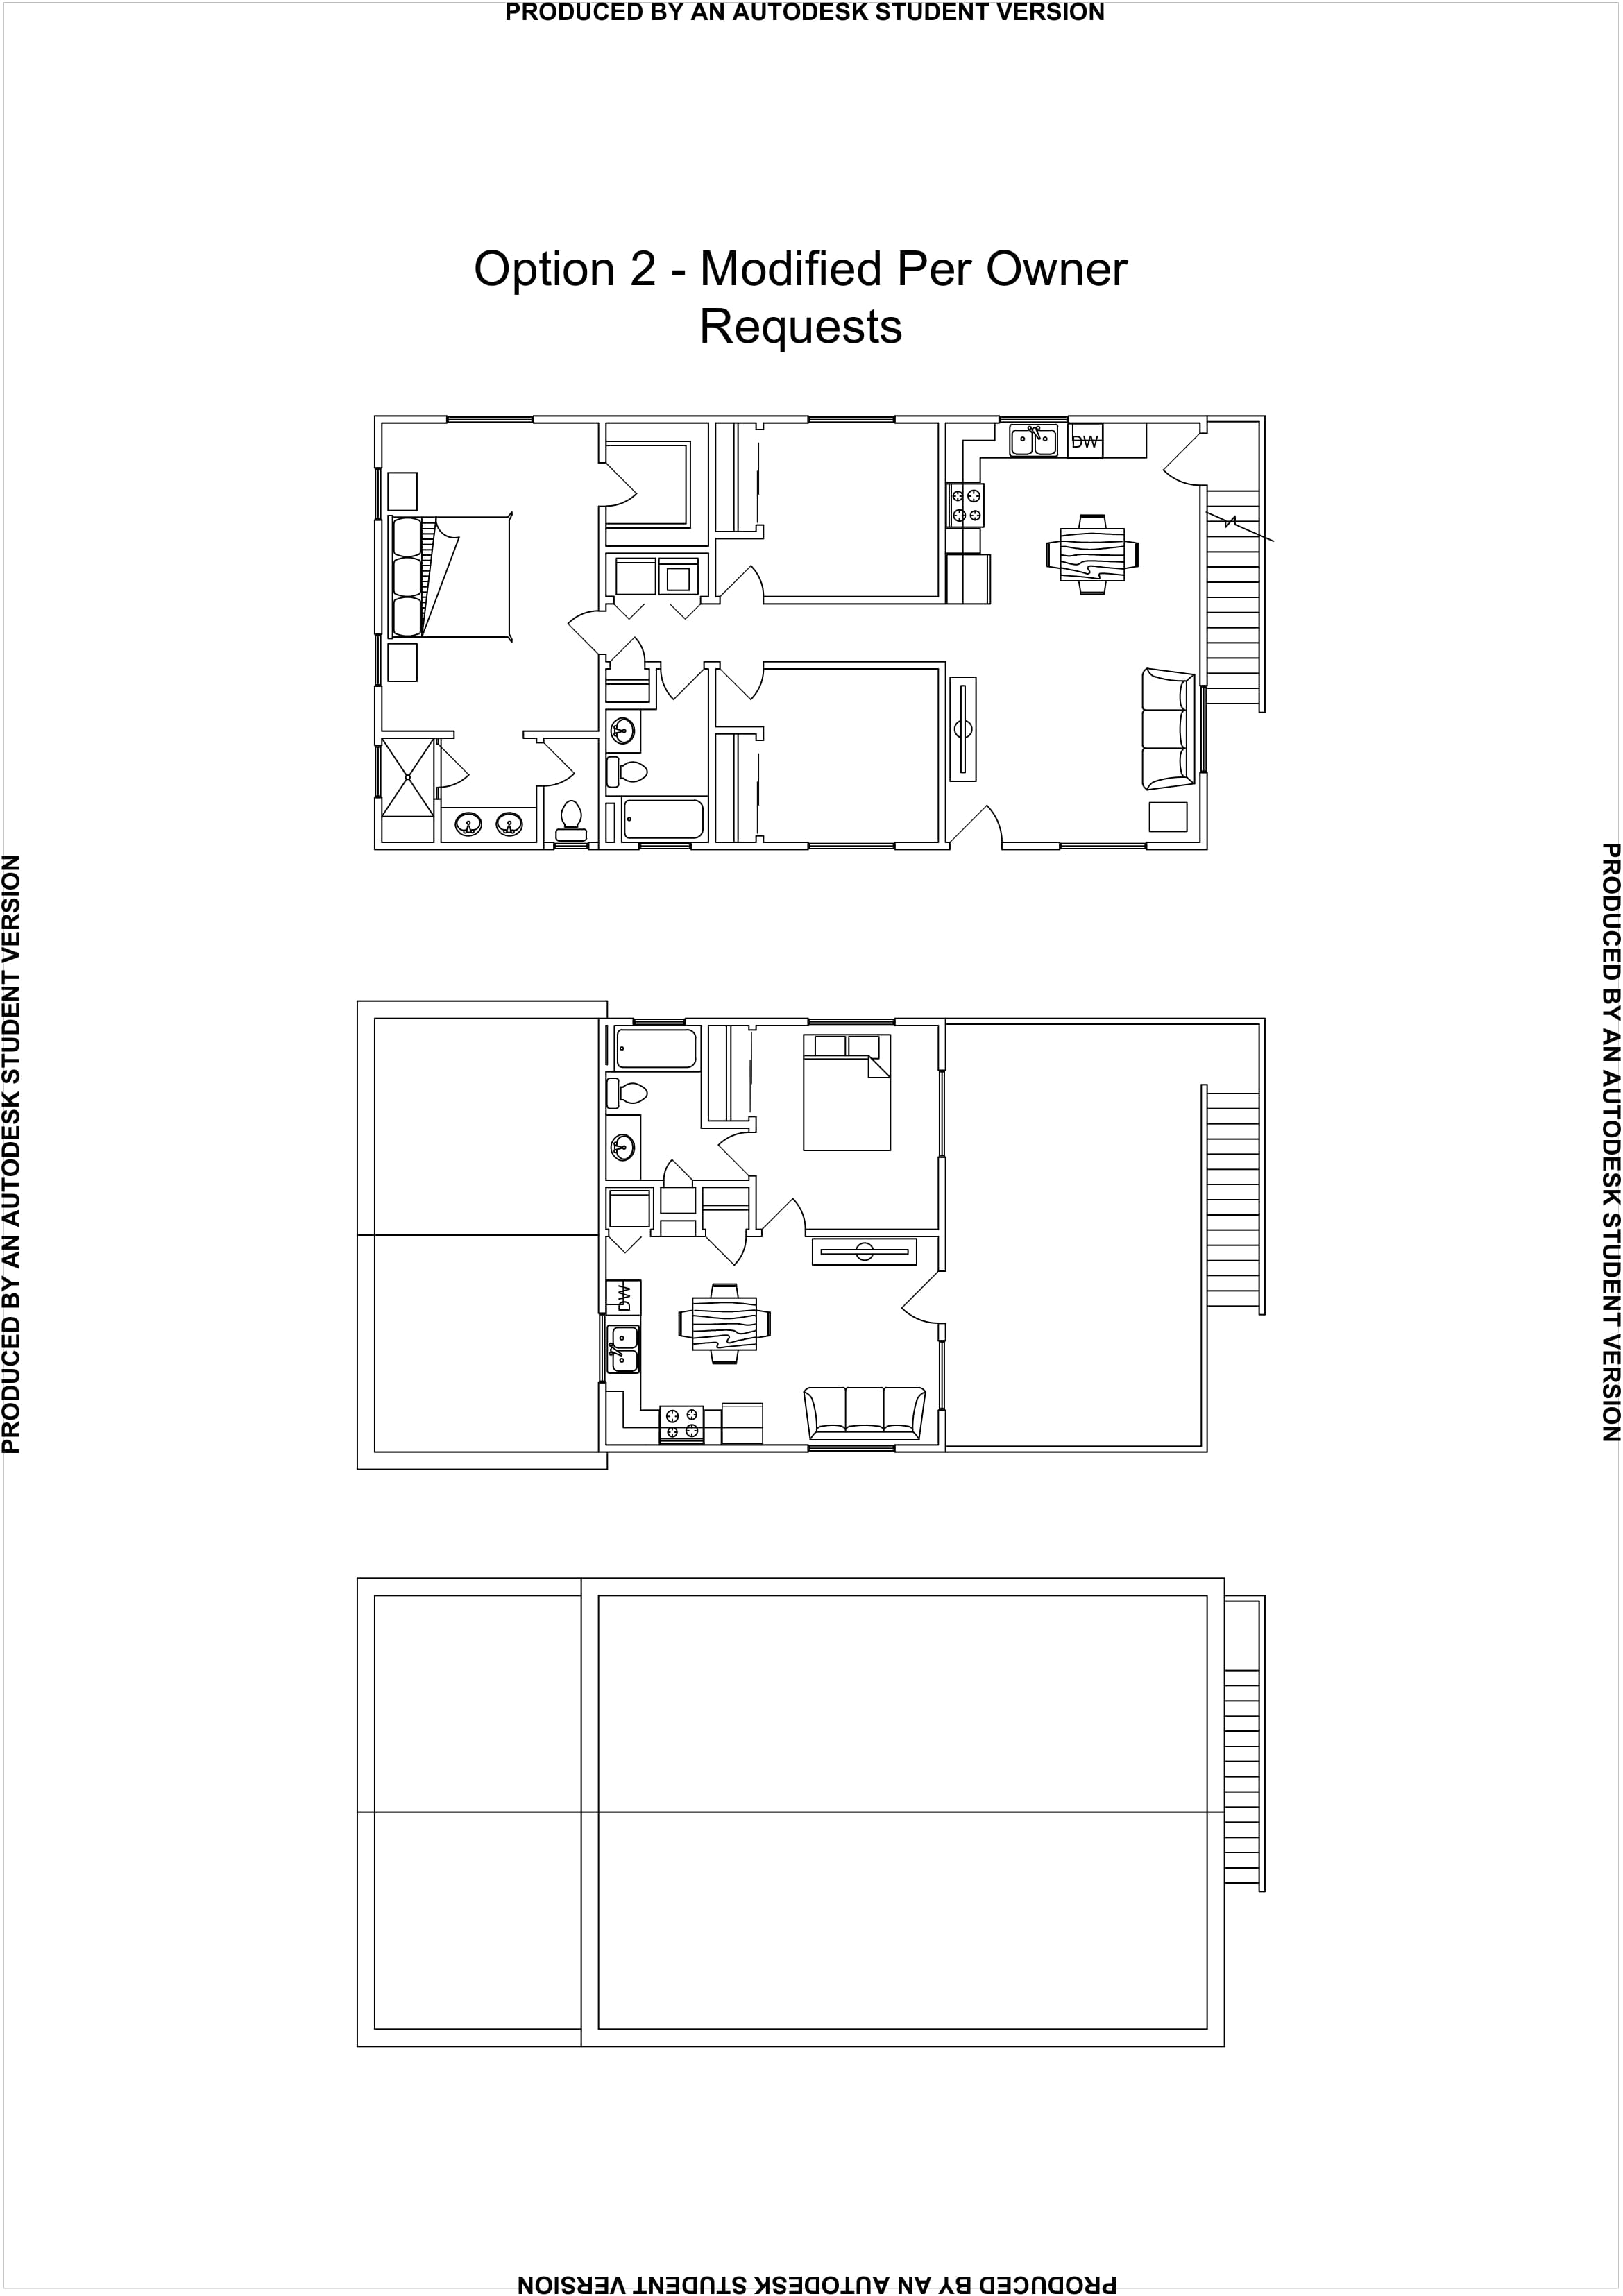 PRODUCED BY AN AUTODESK STUDENT VERSION
Option 2 - Modified Per Owner
Requests
DW
PRODUCED BY AN AUTODESK STUDENT VERSION
PRODUCED BY AN AUTODESK STUDENT VERSION
DW
PRODUCED BY AN AUTODESK STUDENT VERSION